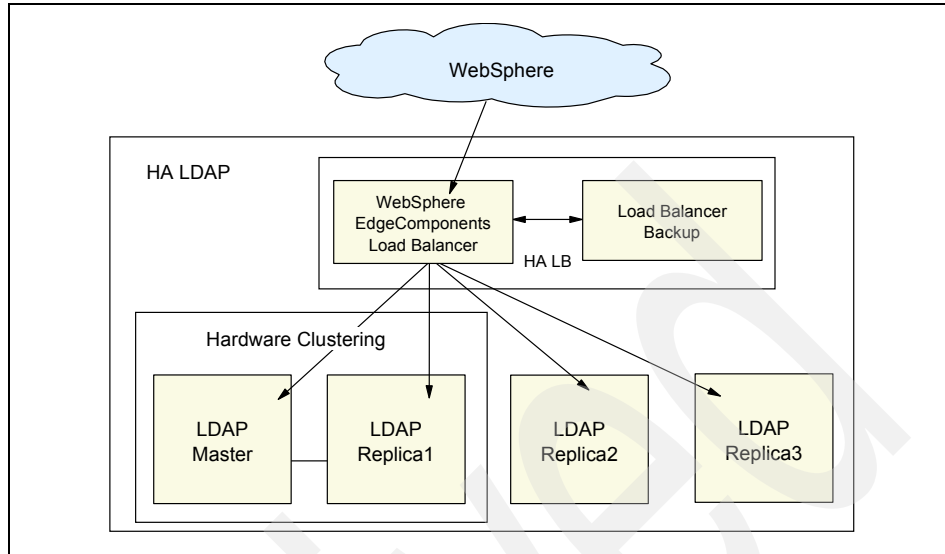 WebSphere
HA LDAP
WebSphere
EdgeComponents
Load Balancer
Load Balancer
Backup
HA LB
Hardware Clustering
LDAP
Master
LDAP
Replica1
LDAP
Replica2
LDAP
Replica3